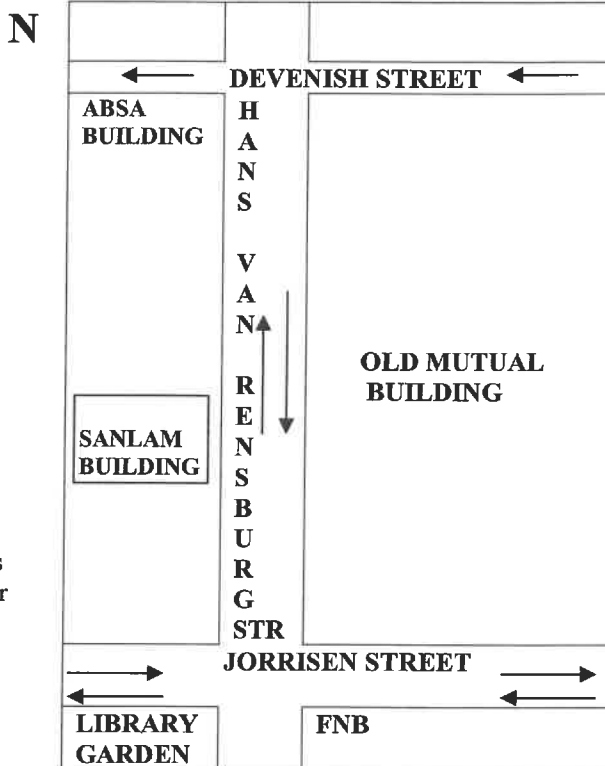 N
DEVENISH STREET
ABSA
BUILDING
HANS VAN RENSBURG
STR
OLD MUTUAL
BUILDING
SANLAM
BUILDING
s
r
JORRISEN STREET
LIBRARY
GARDEN
FNB